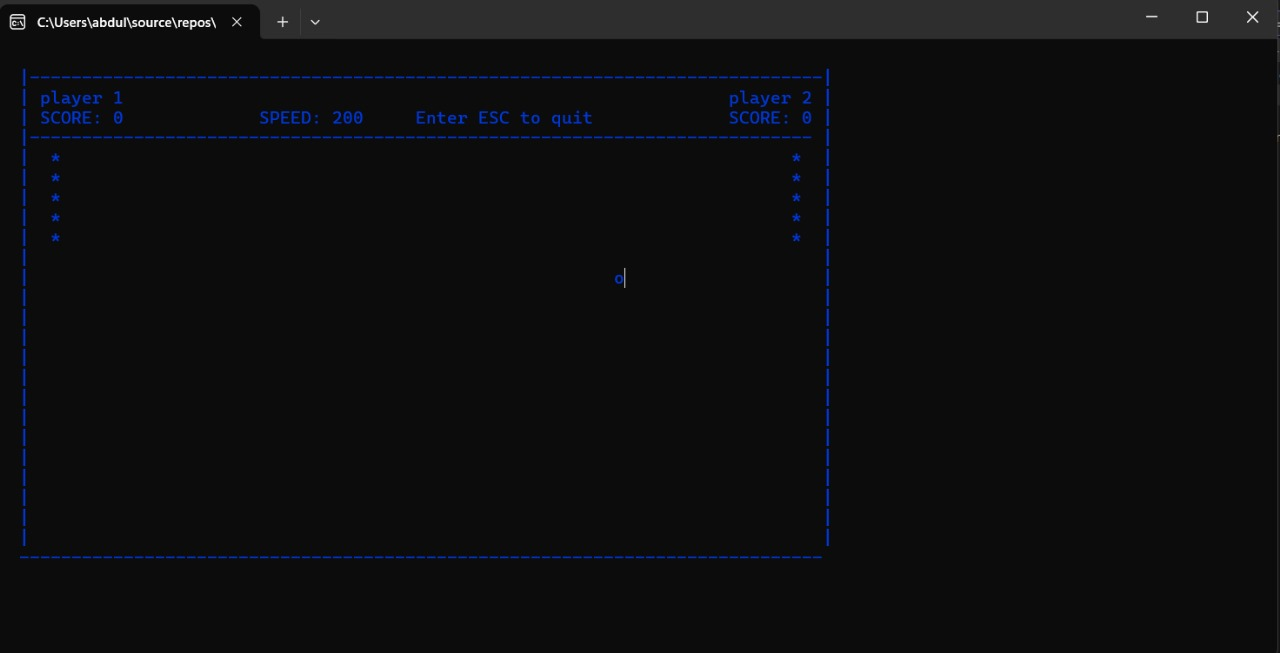 C:\Users\abdul\source\repos\
player 1 player 2
SCORE: 0 SPEED: 200 Enter ESC to quit SCORE: 0
* *
* *
* *
* *
* *
o